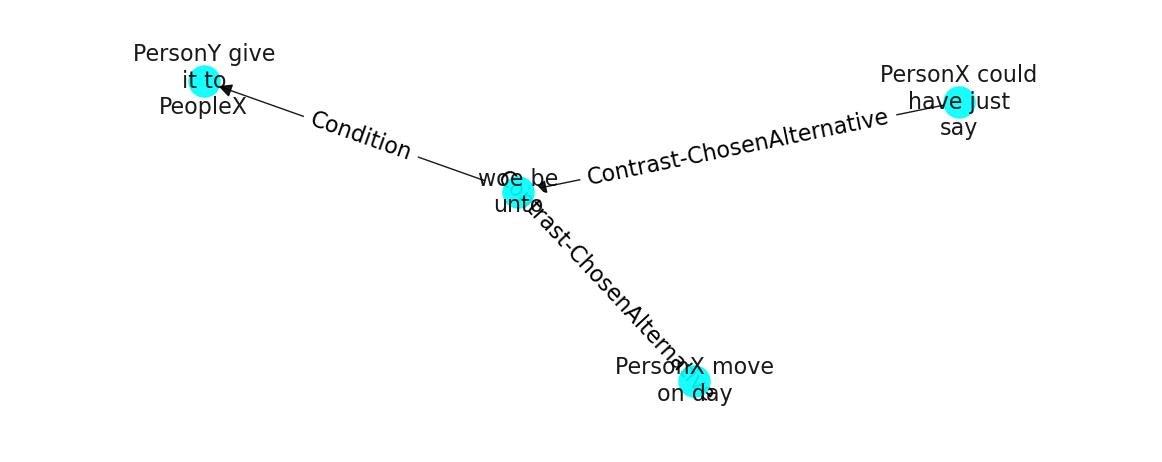 PersonY give
it to
PeopleX
PersonX could
have just
say
Condition
Contrast-ChosenAlternative
woe be
unto
Contrast-ChosenAlternative
PersonX move
on day